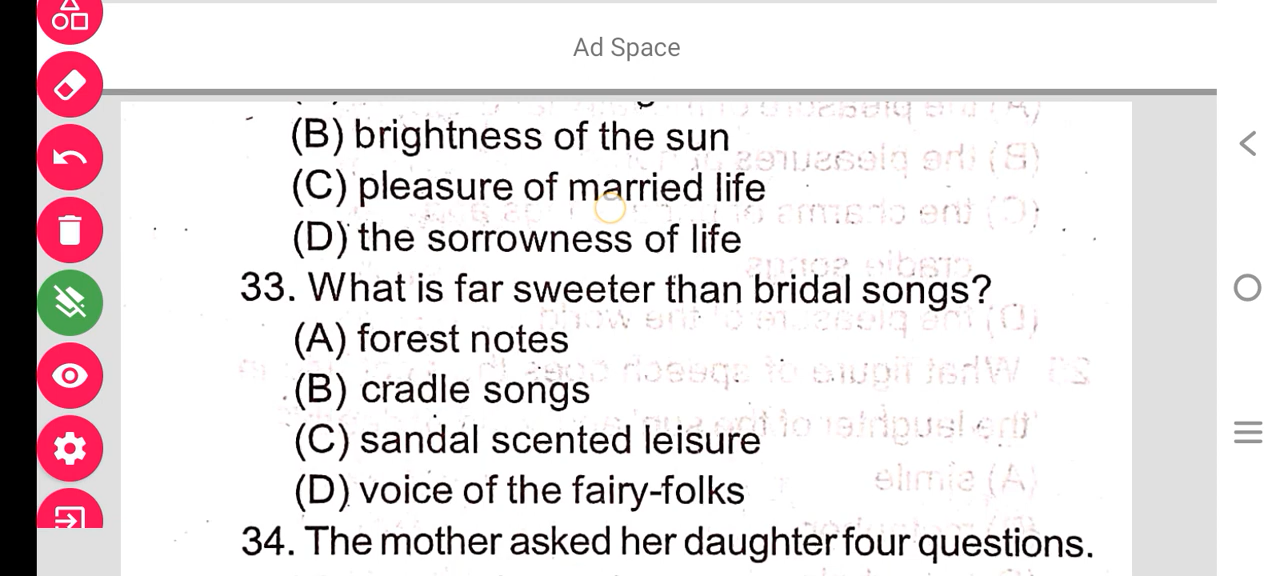 Ad Space
(B) brightness of the sun
(C) pleasure of married life
(D) the sorrowness of life
33. What is far sweeter than bridal songs?
(A) forest notes
(B) cradle songs
(C) sandal scented leisure
(D) voice of the fairy-folks
34. The mother asked her daughter four questions.